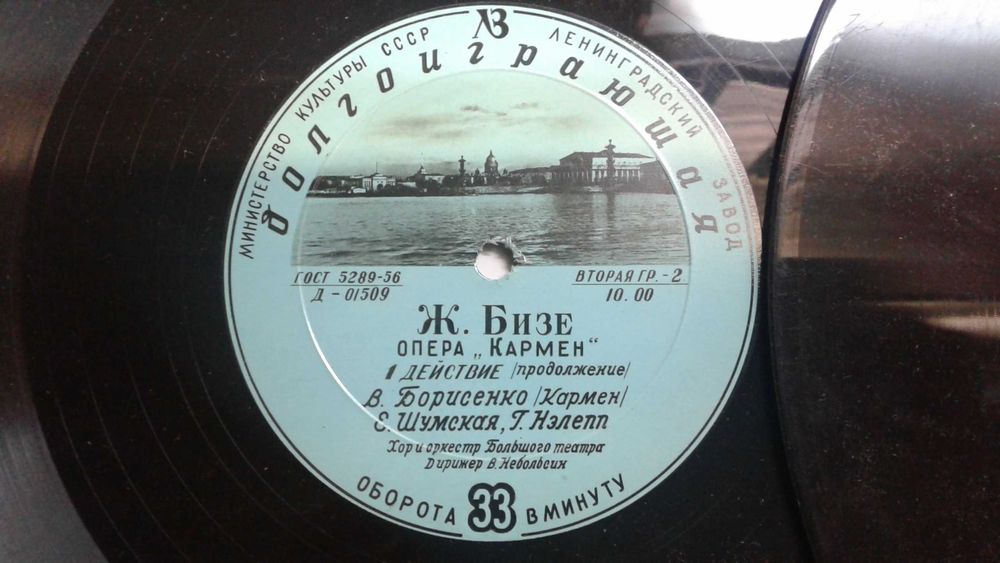 МИНИСТЕРСТВО КУЛЬТУРЫ СССР ЛЗ ЛЕНИНГРАДСКИЙ ЗАВОД
долгоиграющая
ГОСТ 5289-56
Д - 01509
ВТОРАЯ ГР. - 2
10.00
Ж. БИЗЕ
ОПЕРА „КАРМЕН“
1 ДЕЙСТВИЕ /продолжение/
В. Борисенко /Кармен/
Е. Шумская, Г. Нэлепп
Хор и оркестр Большого театра
Дирижер В. Небольсин
ОБОРОТА 33 В МИНУТУ